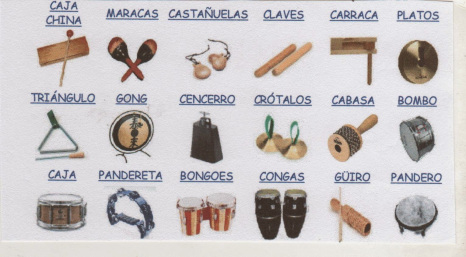 CAJA CHINA
MARACAS
CASTAÑUELAS
CLAVES
CARRACA
PLATOS
TRIÁNGULO
GONG
CENCERRO
CRÓTALOS
CABASA
BOMBO
CAJA
PANDERETA
BONGOES
CONGAS
GÜIRO
PANDERO